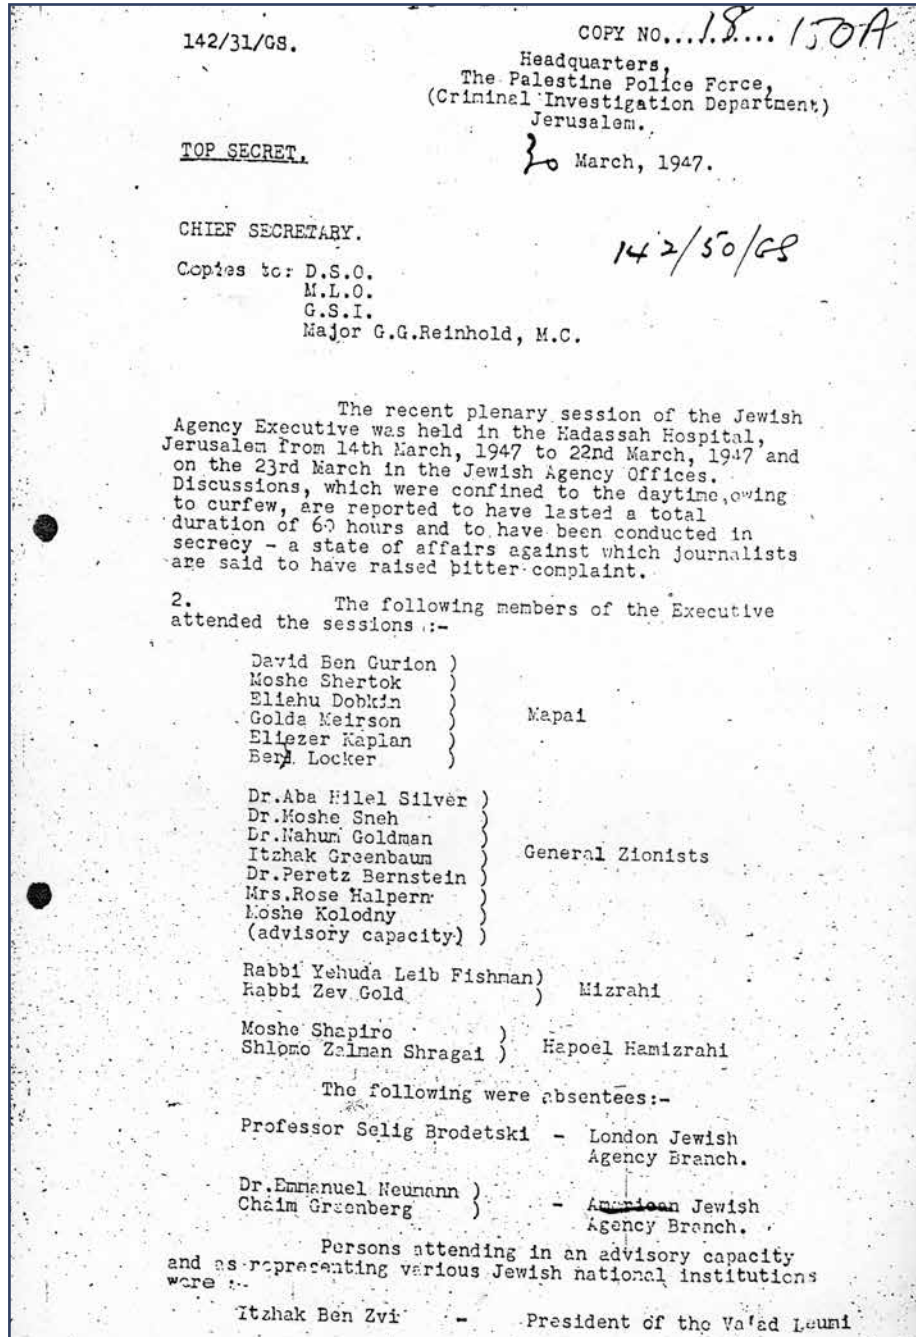 142/31/GS.
COPY NO....18.... 150A
Headquarters,
The Palestine Police Force,
(Criminal Investigation Department)
Jerusalem.
TOP SECRET.
30 March, 1947.
CHIEF SECRETARY.
142/50/GS
Copies to: D.S.O.
M.L.O.
G.S.I.
Major G.G.Reinhold, M.C.
The recent plenary session of the Jewish
Agency Executive was held in the Hadassah Hospital,
Jerusalem from 14th March, 1947 to 22nd March, 1947 and
on the 23rd March in the Jewish Agency Offices.
Discussions, which were confined to the daytime,owing
to curfew, are reported to have lasted a total
duration of 60 hours and to have been conducted in
secrecy - a state of affairs against which journalists
are said to have raised bitter complaint.
2. The following members of the Executive
attended the sessions :-
David Ben Gurion )
Moshe Shertok )
Eliahu Dobkin )
Golda Meirson ) Mapai
Eliezer Kaplan )
Locker )
Dr.Aba Hilel Silver )
Dr.Moshe Sneh )
Dr.Nahum Goldman )
Itzhak Greenbaum ) General Zionists
Dr.Peretz Bernstein )
Mrs.Rose Halpern )
Moshe Kolodny )
(advisory capacity) )
Rabbi Yehuda Leib Fishman)
Rabbi Zev Gold ) Mizrahi
Moshe Shapiro )
Shlomo Zalman Shragai ) Hapoel Hamizrahi
The following were absentees:-
Professor Selig Brodetski - London Jewish
Agency Branch.
Dr.Emmanuel Neumann )
Chaim Greenberg ) - American Jewish
Agency Branch.
Persons attending in an advisory capacity
and as representing various Jewish national institutions
were :-
Itzhak Ben Zvi - President of the Va'ad Leumi